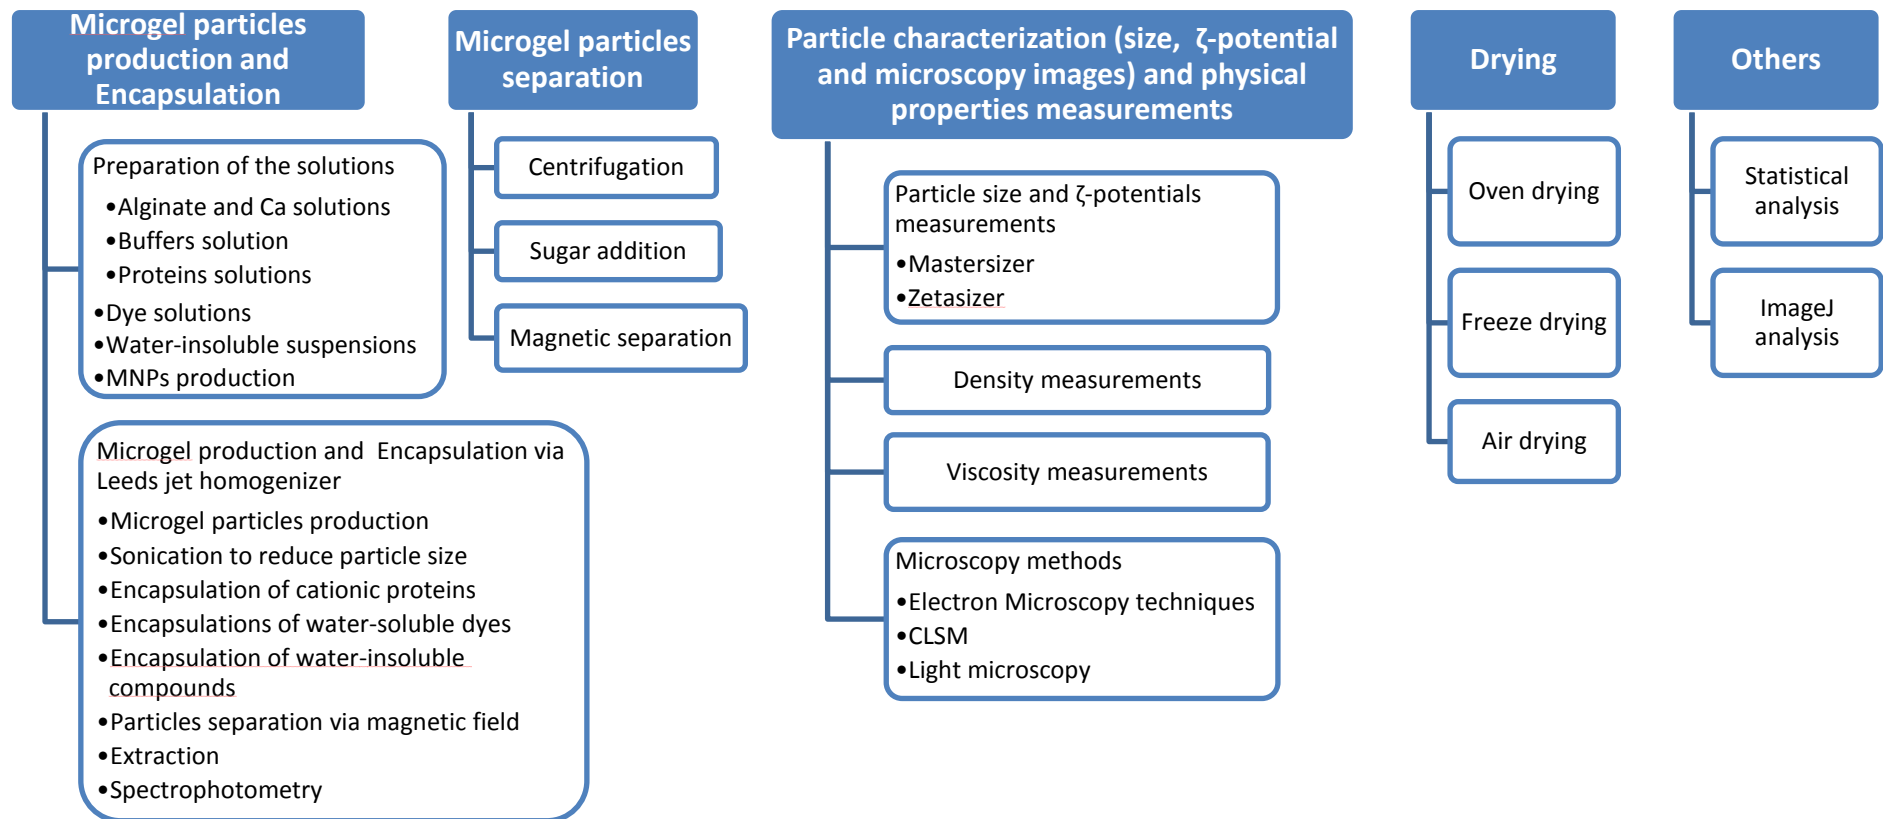 Microgel particles
production and
Encapsulation
Preparation of the solutions
•Alginate and Ca solutions
•Buffers solution
•Proteins solutions
•Dye solutions
•Water-insoluble suspensions
•MNPs production
Microgel production and  Encapsulation via
Leeds jet homogenizer
•Microgel particles production
•Sonication to reduce particle size
•Encapsulation of cationic proteins
•Encapsulations of water-soluble dyes
•Encapsulation of water-insoluble
compounds
•Particles separation via magnetic field
•Extraction
•Spectrophotometry
Microgel particles
separation
Centrifugation
Sugar addition
Magnetic separation
Particle characterization (size,  ζ-potential
and microscopy images) and physical
properties measurements
Particle size and ζ-potentials
measurements
•Mastersizer
•Zetasizer
Density measurements
Viscosity measurements
Microscopy methods
•Electron Microscopy techniques
•CLSM
•Light microscopy
Drying
Oven drying
Freeze drying
Air drying
Others
Statistical
analysis
ImageJ
analysis